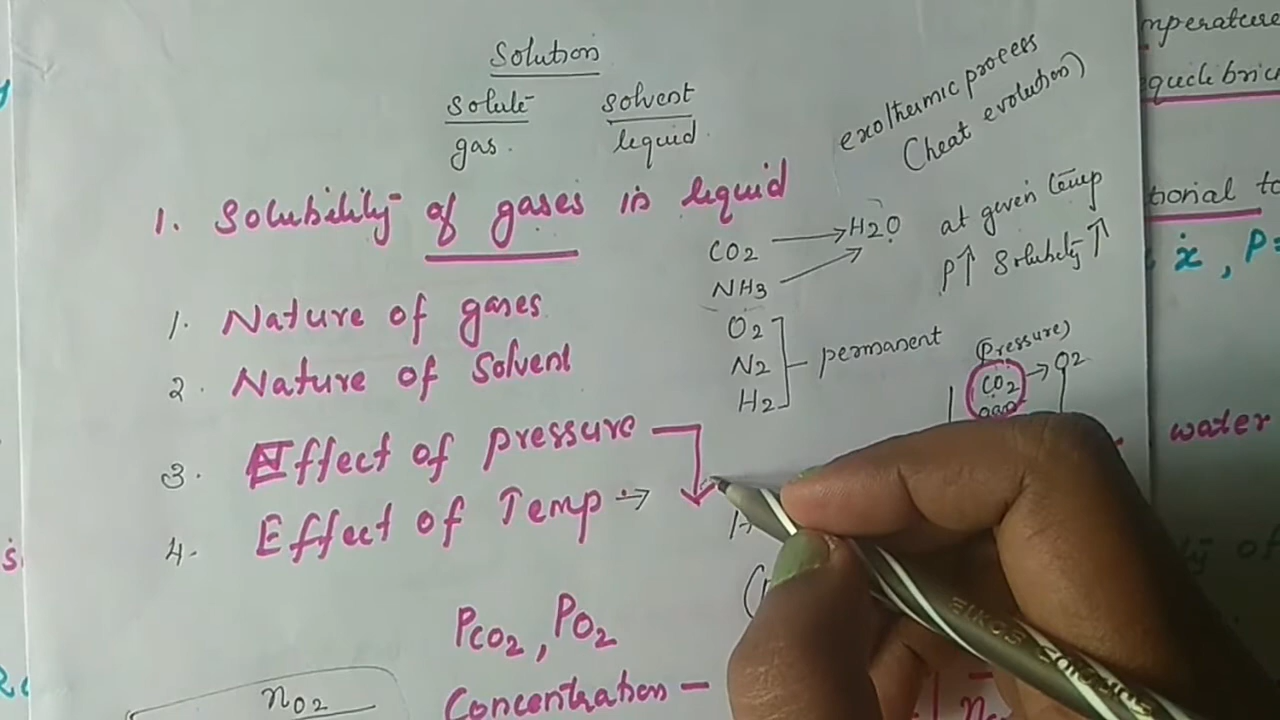 Solution
solute solvent
gas. liquid.
exothermic process
(heat evolution)
1. Solubility of gases in liquid
CO2 → H2O
NH3
at given temp
P↑ Solubility ↑
1. Nature of gases
2. Nature of Solvent
O2
N2
H2
permanent
(Pressure)
CO2 → O2
3. Effect of pressure
4. Effect of Temp →
PCO2, PO2
Concentration -
nO2
mperature
tional to
ẋ, P=
water
of